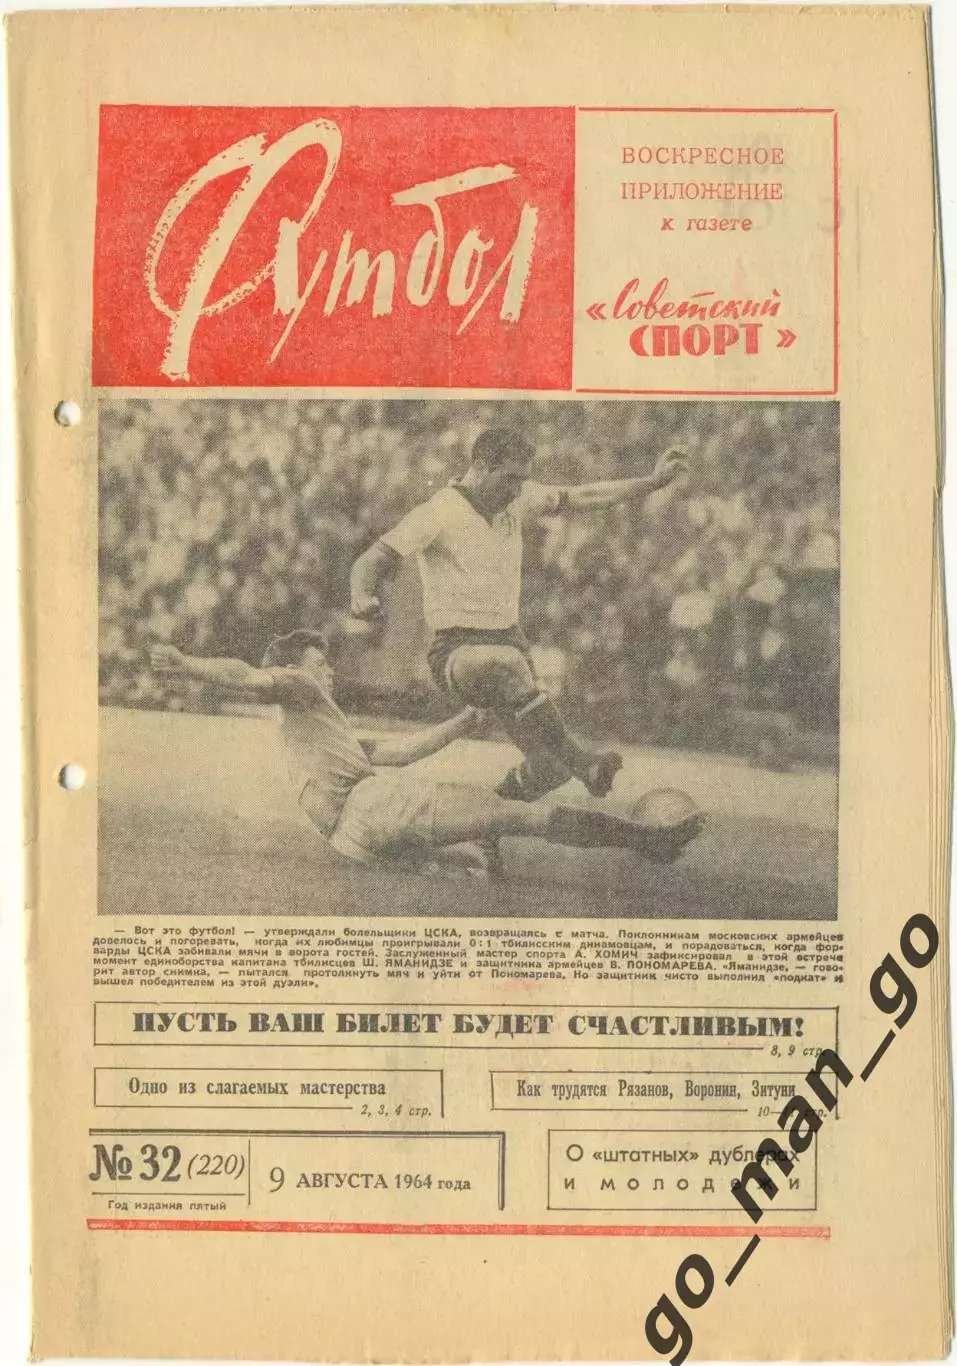 Футбол
ВОСКРЕСНОЕ
ПРИЛОЖЕНИЕ
к газете
«Советский
СПОРТ»
— Вот это футбол! — утверждали болельщики ЦСКА, возвращаясь с матча. Поклонникам московских армейцев
довелось и погоревать, когда их любимцы проигрывали 0:1 тбилисским динамовцам, и порадоваться, когда фор-
варды ЦСКА забивали мячи в ворота гостей. Заслуженный мастер спорта А. ХОМИЧ зафиксировал в этой встрече
момент единоборства капитана тбилисцев Ш. ЯМАНИДЗЕ и защитника армейцев В. ПОНОМАРЕВА. «Яманидзе, — гово-
рит автор снимка, — пытался протолкнуть мяч и уйти от Пономарева. Но защитник чисто выполнил «подкат» и
вышел победителем из этой дуэли».
ПУСТЬ ВАШ БИЛЕТ БУДЕТ СЧАСТЛИВЫМ!
8, 9 стр.
Одно из слагаемых мастерства
2, 3, 4 стр.
Как трудятся Рязанов, Воронин, Зитуни
10— стр.
№ 32 (220)
Год издания пятый
9 АВГУСТА 1964 года
О «штатных» дублерах
и молодежи
go_man_go
go_man_go